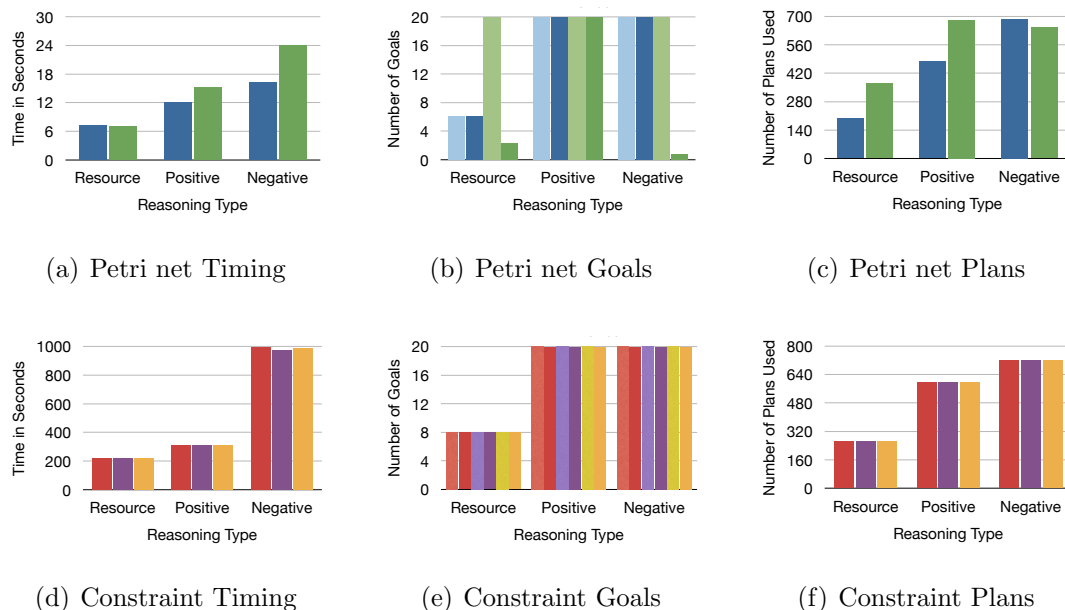 Time in Seconds
30
24
18
12
6
0
Resource Positive Negative
Reasoning Type
(a) Petri net Timing
Number of Goals
20
16
12
8
4
0
Resource Positive Negative
Reasoning Type
(b) Petri net Goals
Number of Plans Used
700
560
420
280
140
0
Resource Positive Negative
Reasoning Type
(c) Petri net Plans
Time in Seconds
1000
800
600
400
200
0
Resource Positive Negative
Reasoning Type
(d) Constraint Timing
Number of Goals
20
16
12
8
4
0
Resource Positive Negative
Reasoning Type
(e) Constraint Goals
Number of Plans Used
800
640
480
320
160
0
Resource Positive Negative
Reasoning Type
(f) Constraint Plans